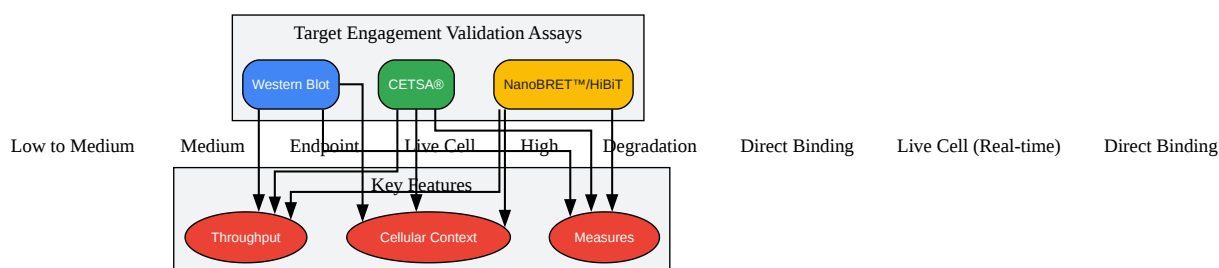 Target Engagement Validation Assays
Western Blot
CETSA®
NanoBRET™/HiBiT
Low to Medium
Medium
Endpoint
Live Cell
High
Degradation
Direct Binding
Live Cell (Real-time)
Direct Binding
Key Features
Throughput
Cellular Context
Measures